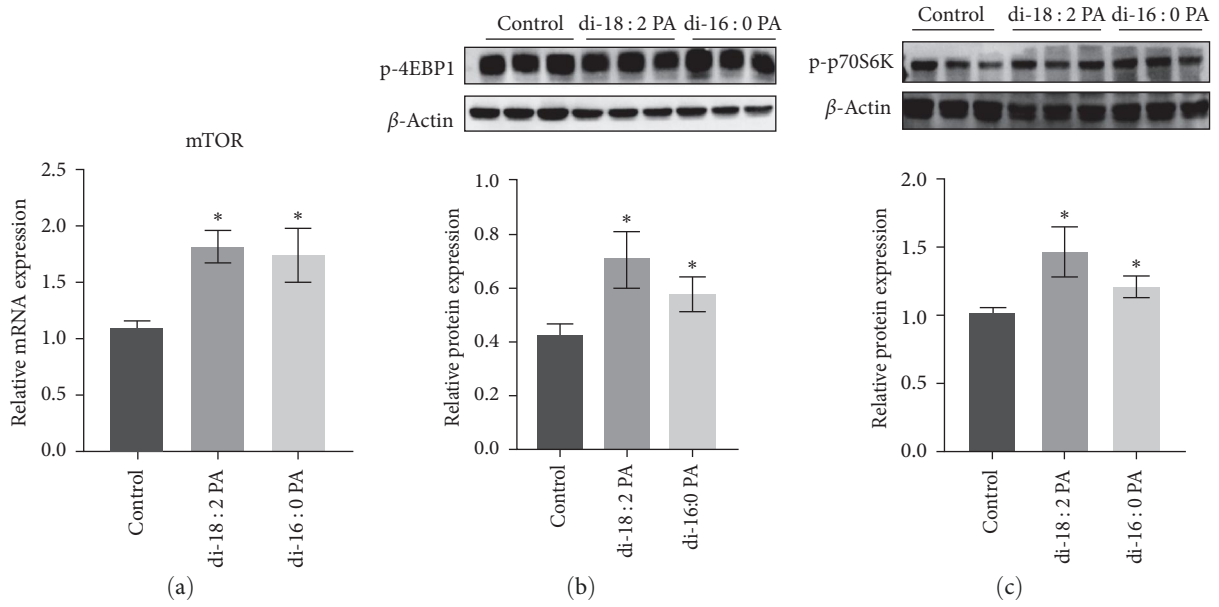 mTOR
Relative mRNA expression
2.5
2.0
1.5
1.0
0.5
0.0
*
*
Control
di-18 : 2 PA
di-16 : 0 PA
(a)
Control di-18 : 2 PA di-16 : 0 PA
p-4EBP1
β-Actin
Relative protein expression
1.0
0.8
0.6
0.4
0.2
0.0
*
*
Control
di-18 : 2 PA
di-16:0 PA
(b)
Control di-18 : 2 PA di-16 : 0 PA
p-p70S6K
β-Actin
Relative protein expression
2.0
1.5
1.0
0.5
0.0
*
*
Control
di-18 : 2 PA
di-16 : 0 PA
(c)